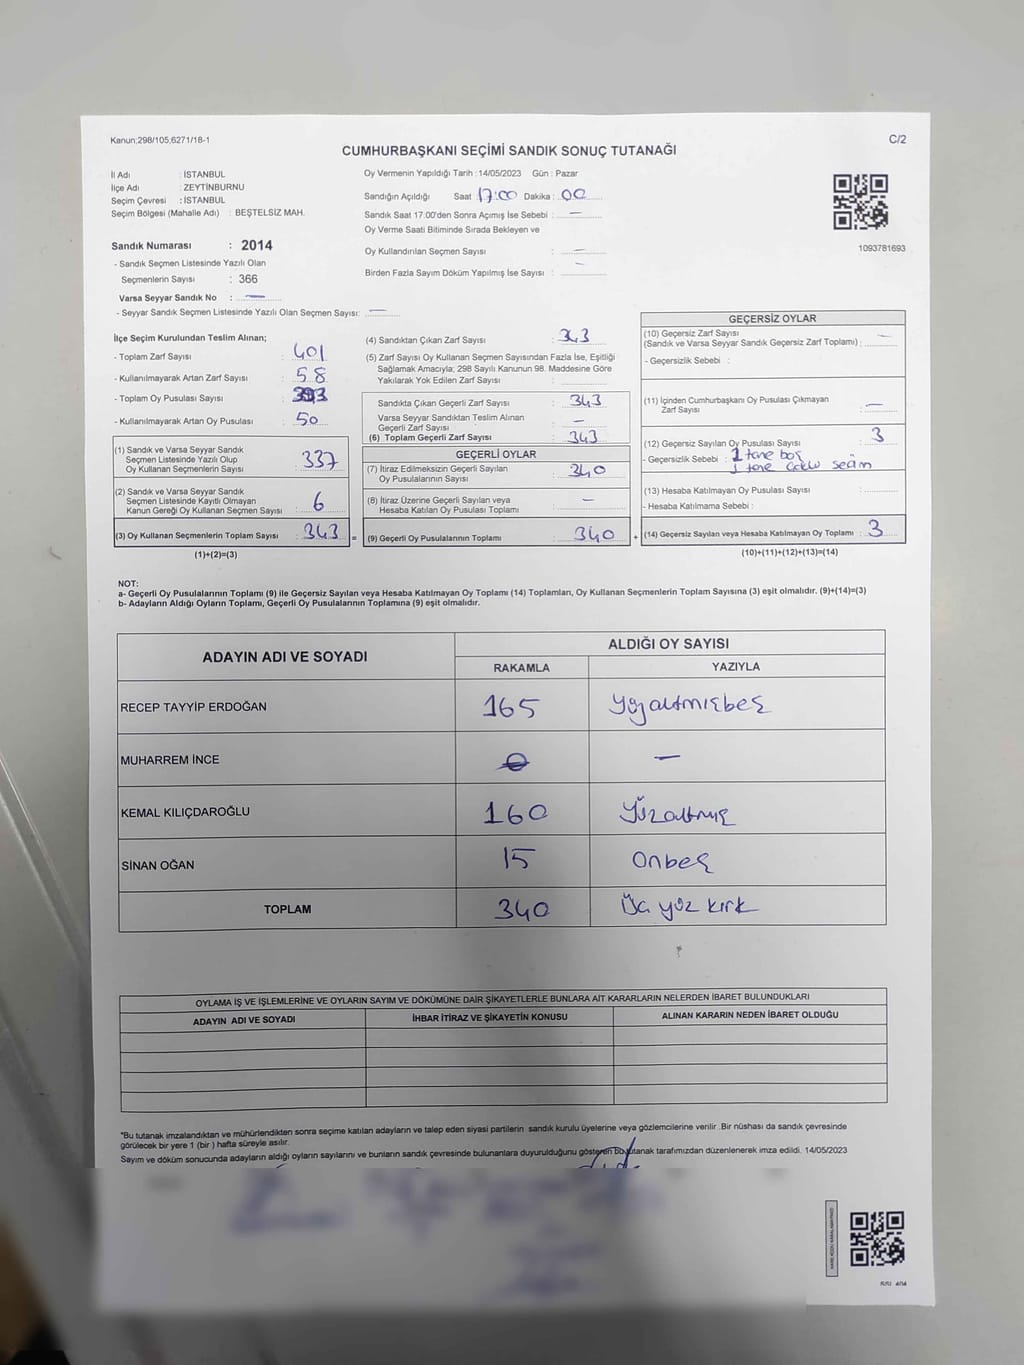 Kanun;298/105,6271/18-1
C/2
CUMHURBAŞKANI SEÇİMİ SANDIK SONUÇ TUTANAĞI
İl Adı : İSTANBUL
İlçe Adı : ZEYTİNBURNU
Seçim Çevresi : İSTANBUL
Seçim Bölgesi (Mahalle Adı) : BEŞTELSİZ MAH.
Sandık Numarası : 2014
- Sandık Seçmen Listesinde Yazılı Olan
Seçmenlerin Sayısı : 366
Varsa Seyyar Sandık No : —
- Seyyar Sandık Seçmen Listesinde Yazılı Olan Seçmen Sayısı: —
Oy Vermenin Yapıldığı Tarih : 14/05/2023 Gün : Pazar
Sandığın Açıldığı Saat 17:00 Dakika : 00
Sandık Saat 17:00'den Sonra Açımış İse Sebebi : —
Oy Verme Saati Bitiminde Sırada Bekleyen ve
Oy Kullandırılan Seçmen Sayısı : —
Birden Fazla Sayım Döküm Yapılmış İse Sayısı : —
1093781693
İlçe Seçim Kurulundan Teslim Alınan;
- Toplam Zarf Sayısı : 401
- Kullanılmayarak Artan Zarf Sayısı : 58
- Toplam Oy Pusulası Sayısı :
- Kullanılmayarak Artan Oy Pusulası : 50
(1) Sandık ve Varsa Seyyar Sandık
Seçmen Listesinde Yazılı Olup
Oy Kullanan Seçmenlerin Sayısı : 337
(2) Sandık ve Varsa Seyyar Sandık
Seçmen Listesinde Kayıtlı Olmayan
Kanun Gereği Oy Kullanan Seçmen Sayısı : 6
(3) Oy Kullanan Seçmenlerin Toplam Sayısı : 343
(1)+(2)=(3)
(4) Sandıktan Çıkan Zarf Sayısı : 343
(5) Zarf Sayısı Oy Kullanan Seçmen Sayısından Fazla İse, Eşitliği
Sağlamak Amacıyla; 298 Sayılı Kanunun 98. Maddesine Göre
Yakılarak Yok Edilen Zarf Sayısı :
Sandıkta Çıkan Geçerli Zarf Sayısı : 343
Varsa Seyyar Sandıktan Teslim Alınan
Geçerli Zarf Sayısı : —
(6) Toplam Geçerli Zarf Sayısı : 343
GEÇERLİ OYLAR
(7) İtiraz Edilmeksizin Geçerli Sayılan
Oy Pusulalarının Sayısı : 340
(8) İtiraz Üzerine Geçerli Sayılan veya
Hesaba Katılan Oy Pusulası Toplamı : —
= (9) Geçerli Oy Pusulalarının Toplamı : 340
GEÇERSİZ OYLAR
(10) Geçersiz Zarf Sayısı
(Sandık ve Varsa Seyyar Sandık Geçersiz Zarf Toplamı) : —
- Geçersizlik Sebebi :
(11) İçinden Cumhurbaşkanı Oy Pusulası Çıkmayan
Zarf Sayısı : —
(12) Geçersiz Sayılan Oy Pusulası Sayısı : 3
- Geçersizlik Sebebi : 1 tane boş
1 tane seçim
(13) Hesaba Katılmayan Oy Pusulası Sayısı :
- Hesaba Katılmama Sebebi :
+ (14) Geçersiz Sayılan veya Hesaba Katılmayan Oy Toplamı : 3
(10)+(11)+(12)+(13)=(14)
NOT:
a- Geçerli Oy Pusulalarının Toplamı (9) ile Geçersiz Sayılan veya Hesaba Katılmayan Oy Toplamı (14) Toplamları, Oy Kullanan Seçmenlerin Toplam Sayısına (3) eşit olmalıdır. (9)+(14)=(3)
b- Adayların Aldığı Oyların Toplamı, Geçerli Oy Pusulalarının Toplamına (9) eşit olmalıdır.
ADAYIN ADI VE SOYADI
ALDIĞI OY SAYISI
RAKAMLA YAZIYLA
RECEP TAYYİP ERDOĞAN 165 Yüzaltmışbeş
MUHARREM İNCE 0 —
KEMAL KILIÇDAROĞLU 160 Yüzaltmış
SİNAN OĞAN 15 Onbeş
TOPLAM 340 Üç yüz kırk
OYLAMA İŞ VE İŞLEMLERİNE VE OYLARIN SAYIM VE DÖKÜMÜNE DAİR ŞİKAYETLERLE BUNLARA AİT KARARLARIN NELERDEN İBARET BULUNDUKLARI
ADAYIN ADI VE SOYADI İHBAR İTİRAZ VE ŞİKAYETİN KONUSU ALINAN KARARIN NEDEN İBARET OLDUĞU
*Bu tutanak imzalandıktan ve mühürlendikten sonra seçime katılan adayların ve talep eden siyasi partilerin sandık kurulu üyelerine veya gözlemcilerine verilir .Bir nüshası da sandık çevresinde
görülecek bir yere 1 (bir ) hafta süreyle asılır.
Sayım ve döküm sonucunda adayların aldığı oyların sayılarını ve bunların sandık çevresinde bulunanlara duyurulduğunu gösteren bu tutanak tarafımızdan düzenlenerek imza edildi. 14/05/2023